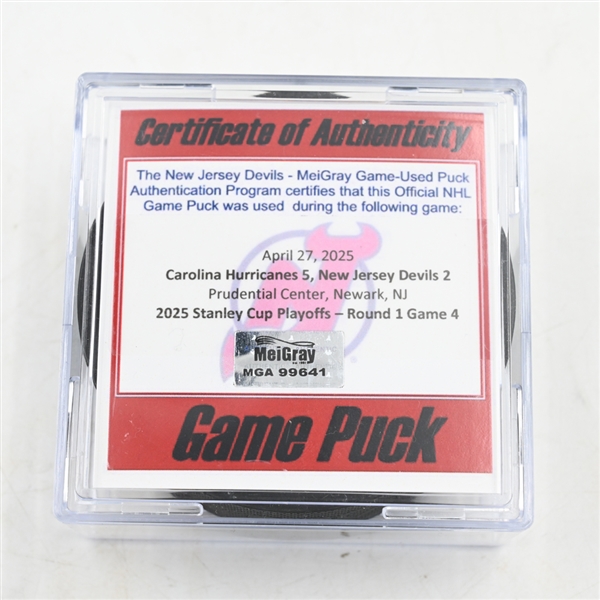 Certificate of Authenticity
The New Jersey Devils - MeiGray Game-Used Puck
Authentication Program certifies that this Official NHL
Game Puck was used during the following game:
April 27, 2025
Carolina Hurricanes 5, New Jersey Devils 2
Prudential Center, Newark, NJ
2025 Stanley Cup Playoffs – Round 1 Game 4
MeiGray
MGA 99641
Game Puck